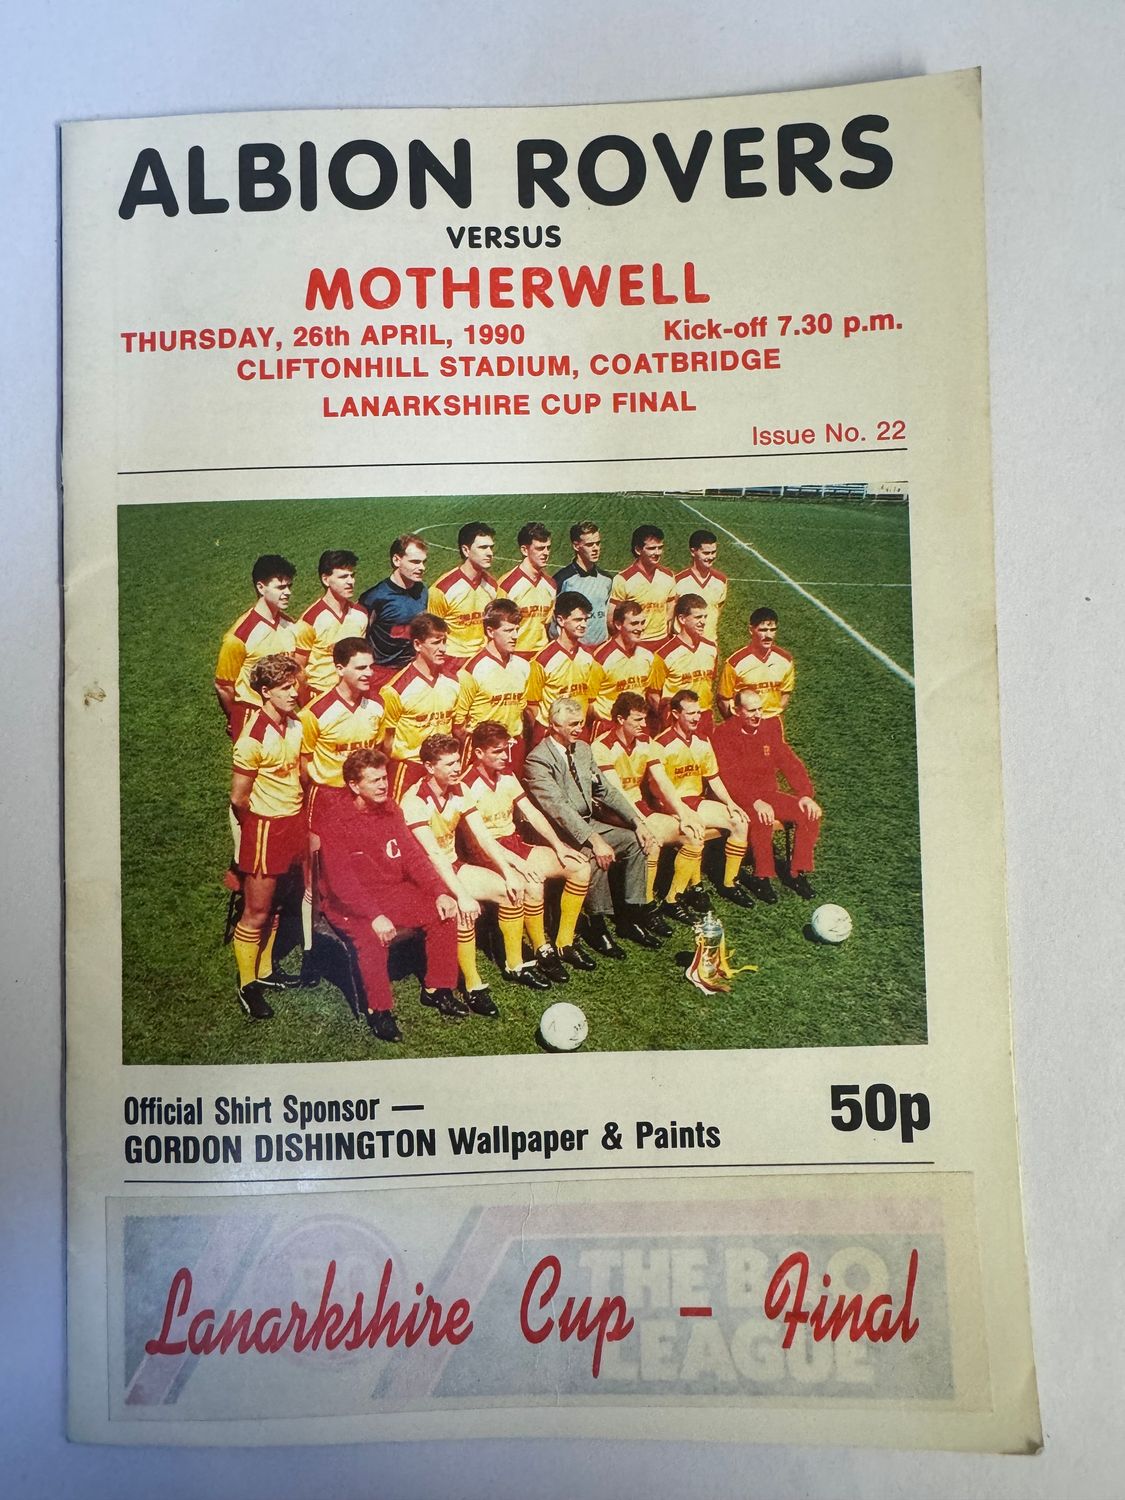 ALBION ROVERS
VERSUS
MOTHERWELL
THURSDAY, 26th APRIL, 1990 Kick-off 7.30 p.m.
CLIFTONHILL STADIUM, COATBRIDGE
LANARKSHIRE CUP FINAL
Issue No. 22
C
Official Shirt Sponsor —
GORDON DISHINGTON Wallpaper & Paints
50p
THE B&Q
LEAGUE
Lanarkshire Cup - Final